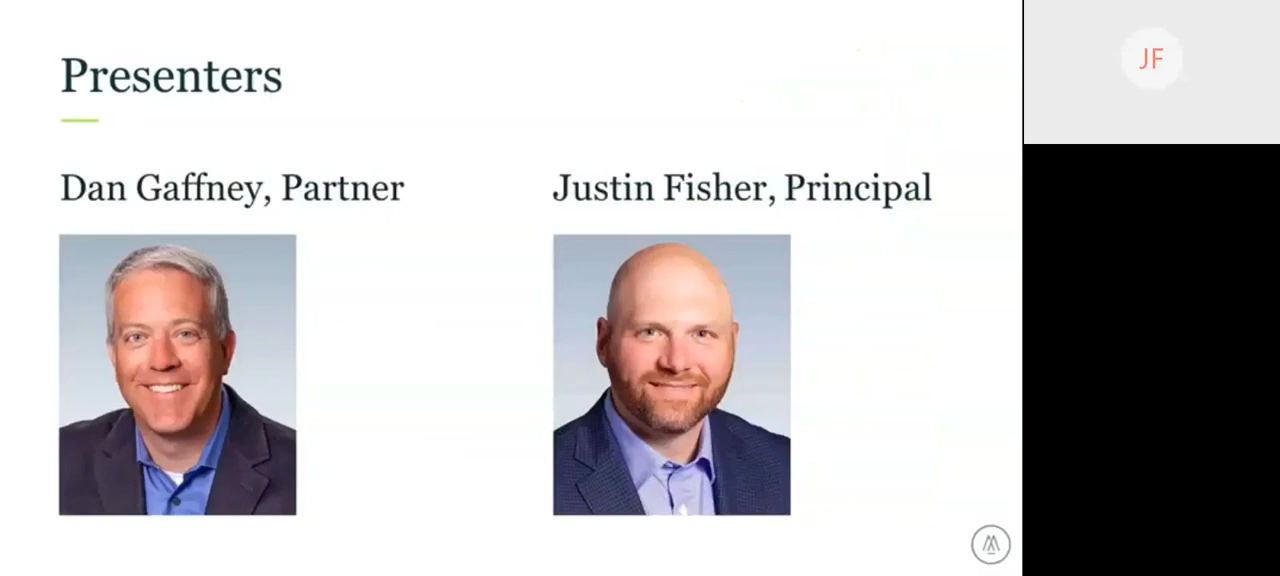 Presenters
Dan Gaffney, Partner
Justin Fisher, Principal
JF